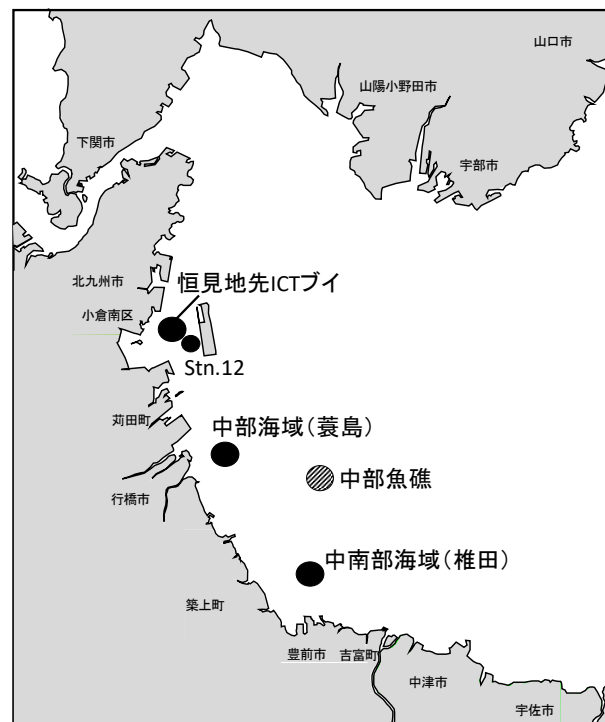 山口市
山陽小野田市
下関市
宇部市
北九州市
恒見地先ICTブイ
小倉南区
Stn.12
苅田町
中部海域（蓑島）
中部魚礁
行橋市
中南部海域（椎田）
築上町
豊前市
吉富町
中津市
宇佐市